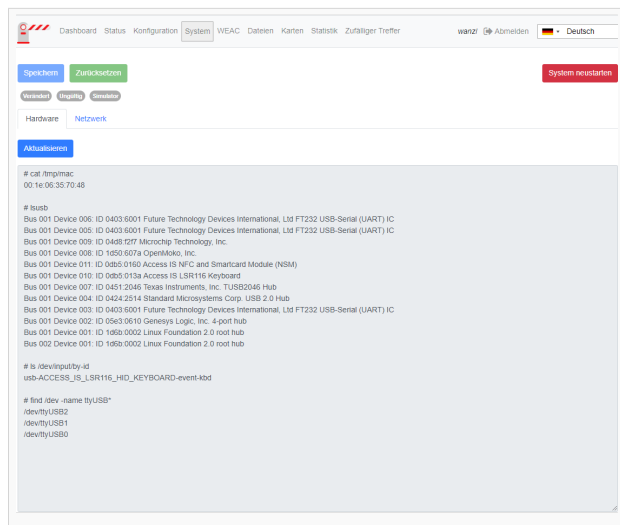 Dashboard Status Konfiguration System WEAC Dateien Karten Statistik Zufälliger Treffer wanzl Abmelden Deutsch
Speichern Zurücksetzen System neustarten
Verändert Ungültig Simulator
Hardware Netzwerk
Aktualisieren
# cat /tmp/mac
00:1e:06:35:70:48
# lsusb
Bus 001 Device 006: ID 0403:6001 Future Technology Devices International, Ltd FT232 USB-Serial (UART) IC
Bus 001 Device 005: ID 0403:6001 Future Technology Devices International, Ltd FT232 USB-Serial (UART) IC
Bus 001 Device 009: ID 04d8:f2f7 Microchip Technology, Inc.
Bus 001 Device 008: ID 1d50:607a OpenMoko, Inc.
Bus 001 Device 011: ID 0db5:0160 Access IS NFC and Smartcard Module (NSM)
Bus 001 Device 010: ID 0db5:013a Access IS LSR116 Keyboard
Bus 001 Device 007: ID 0451:2046 Texas Instruments, Inc. TUSB2046 Hub
Bus 001 Device 004: ID 0424:2514 Standard Microsystems Corp. USB 2.0 Hub
Bus 001 Device 003: ID 0403:6001 Future Technology Devices International, Ltd FT232 USB-Serial (UART) IC
Bus 001 Device 002: ID 05e3:0610 Genesys Logic, Inc. 4-port hub
Bus 001 Device 001: ID 1d6b:0002 Linux Foundation 2.0 root hub
Bus 002 Device 001: ID 1d6b:0002 Linux Foundation 2.0 root hub
# ls /dev/input/by-id
usb-ACCESS_IS_LSR116_HID_KEYBOARD-event-kbd
# find /dev -name ttyUSB*
/dev/ttyUSB2
/dev/ttyUSB1
/dev/ttyUSB0